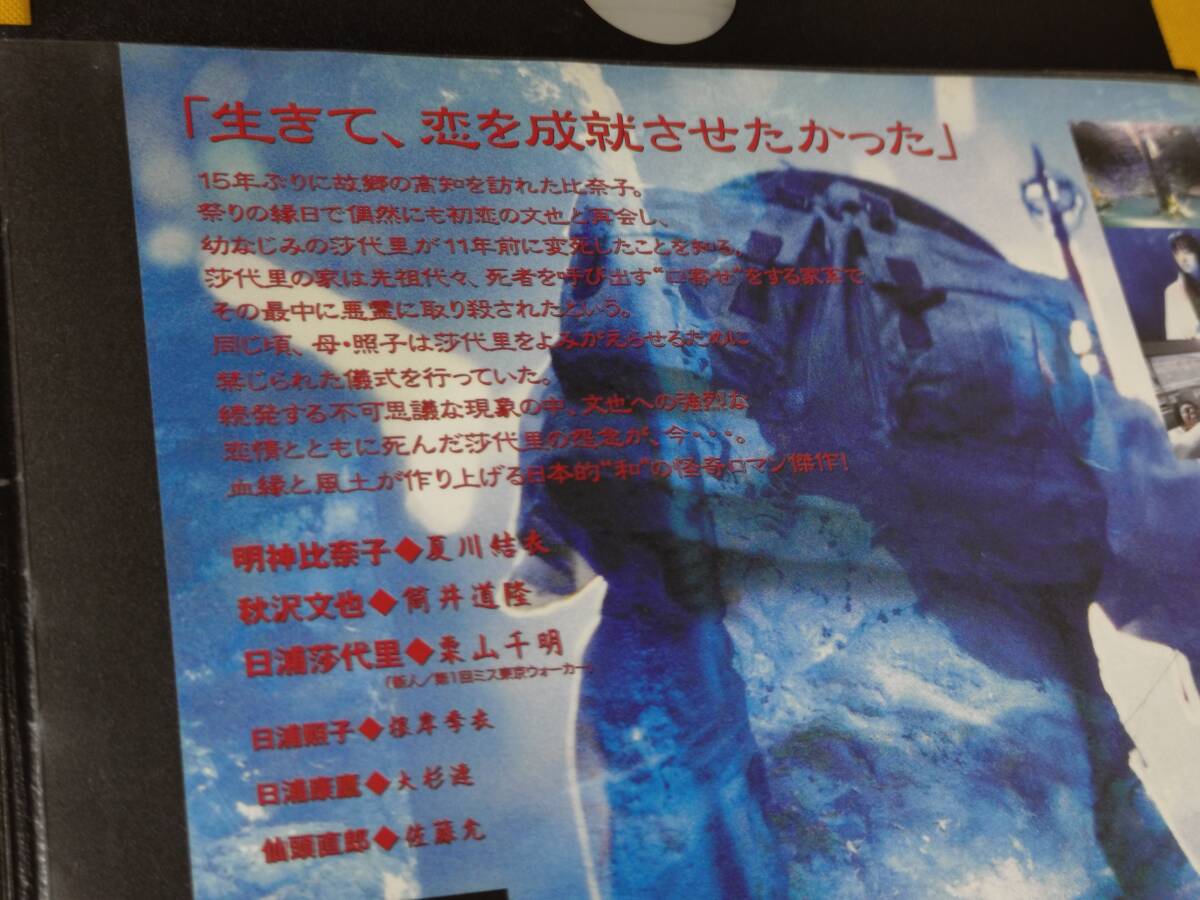 「生きて、恋を成就させたかった」
15年ぶりに故郷の高知を訪れた比奈子。
祭りの縁日で偶然にも初恋の文也と再会し、
幼なじみの莎代里が11年前に変死したことを知る。
莎代里の家は先祖代々、死者を呼び出す“口寄せ”をする家系で
その最中に悪霊に取り殺されたという。
同じ頃、母・照子は莎代里をよみがえらせるために
禁じられた儀式を行っていた。
続発する不可思議な現象の中、文也への強烈な
恋情とともに死んだ莎代里の怨念が、今・・・。
血縁と風土が作り上げる日本的“和”の怪奇ロマン傑作!
明神比奈子◆夏川結衣
秋沢文也◆筒井道隆
日浦莎代里◆栗山千明
(新人/第1回ミス東京ウォーカー)
日浦照子◆根岸季衣
日浦康鷹◆大杉漣
仙頭直郎◆佐藤允